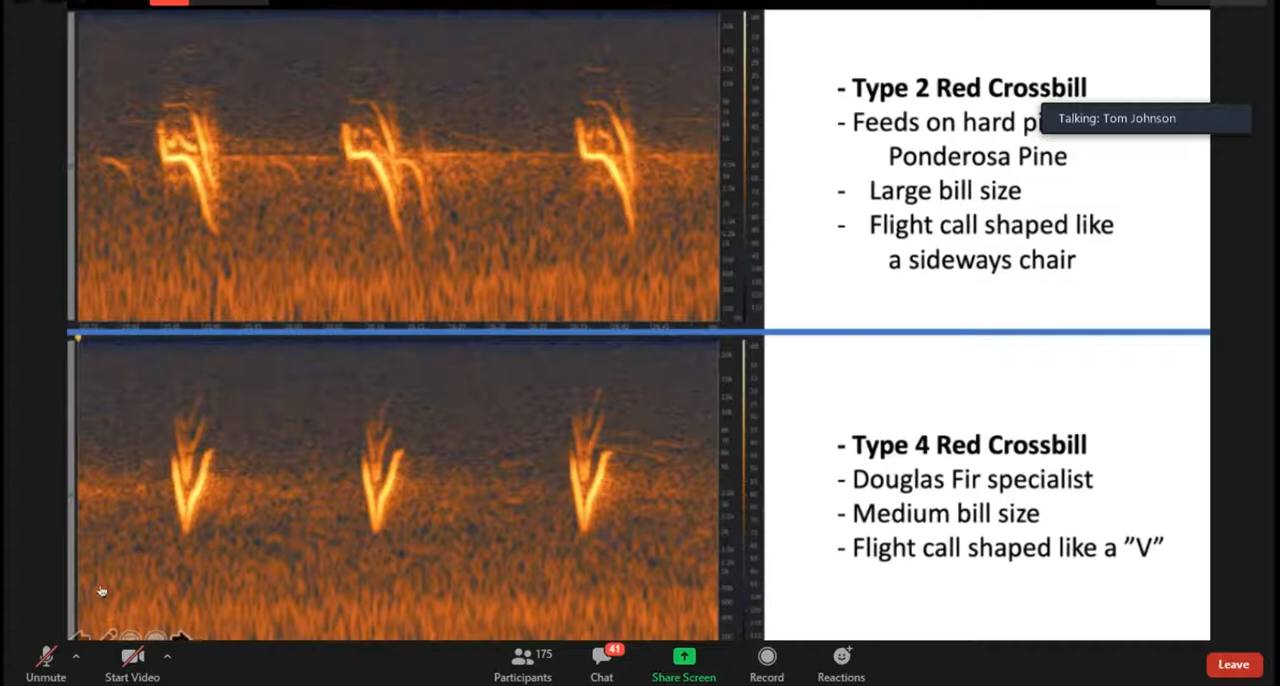 - Type 2 Red Crossbill
- Feeds on hard
Talking: Tom Johnson
Ponderosa Pine
- Large bill size
- Flight call shaped like
a sideways chair
- Type 4 Red Crossbill
- Douglas Fir specialist
- Medium bill size
- Flight call shaped like a ”V”
Unmute
Start Video
175
Participants
41
Chat
Share Screen
Record
Reactions
Leave